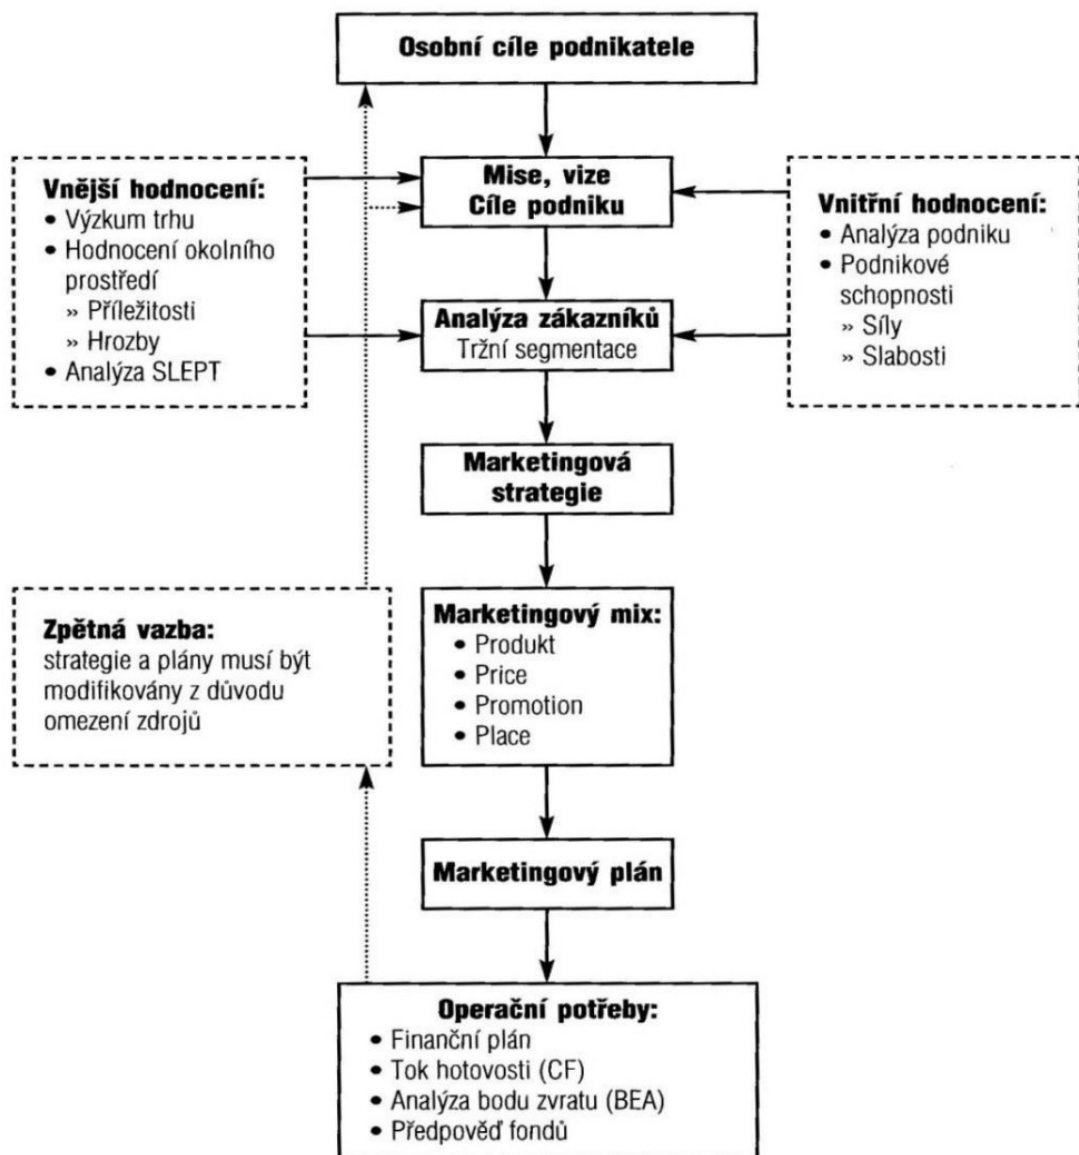 Osobní cíle podnikatele
Vnější hodnocení:
• Výzkum trhu
• Hodnocení okolního
prostředí
» Příležitosti
» Hrozby
• Analýza SLEPT
Mise, vize
Cíle podniku
Vnitřní hodnocení:
• Analýza podniku
• Podnikové
schopnosti
» Síly
» Slabosti
Analýza zákazníků
Tržní segmentace
Marketingová
strategie
Zpětná vazba:
strategie a plány musí být
modifikovány z důvodu
omezení zdrojů
Marketingový mix:
• Produkt
• Price
• Promotion
• Place
Marketingový plán
Operační potřeby:
• Finanční plán
• Tok hotovosti (CF)
• Analýza bodu zvratu (BEA)
• Předpověď fondů